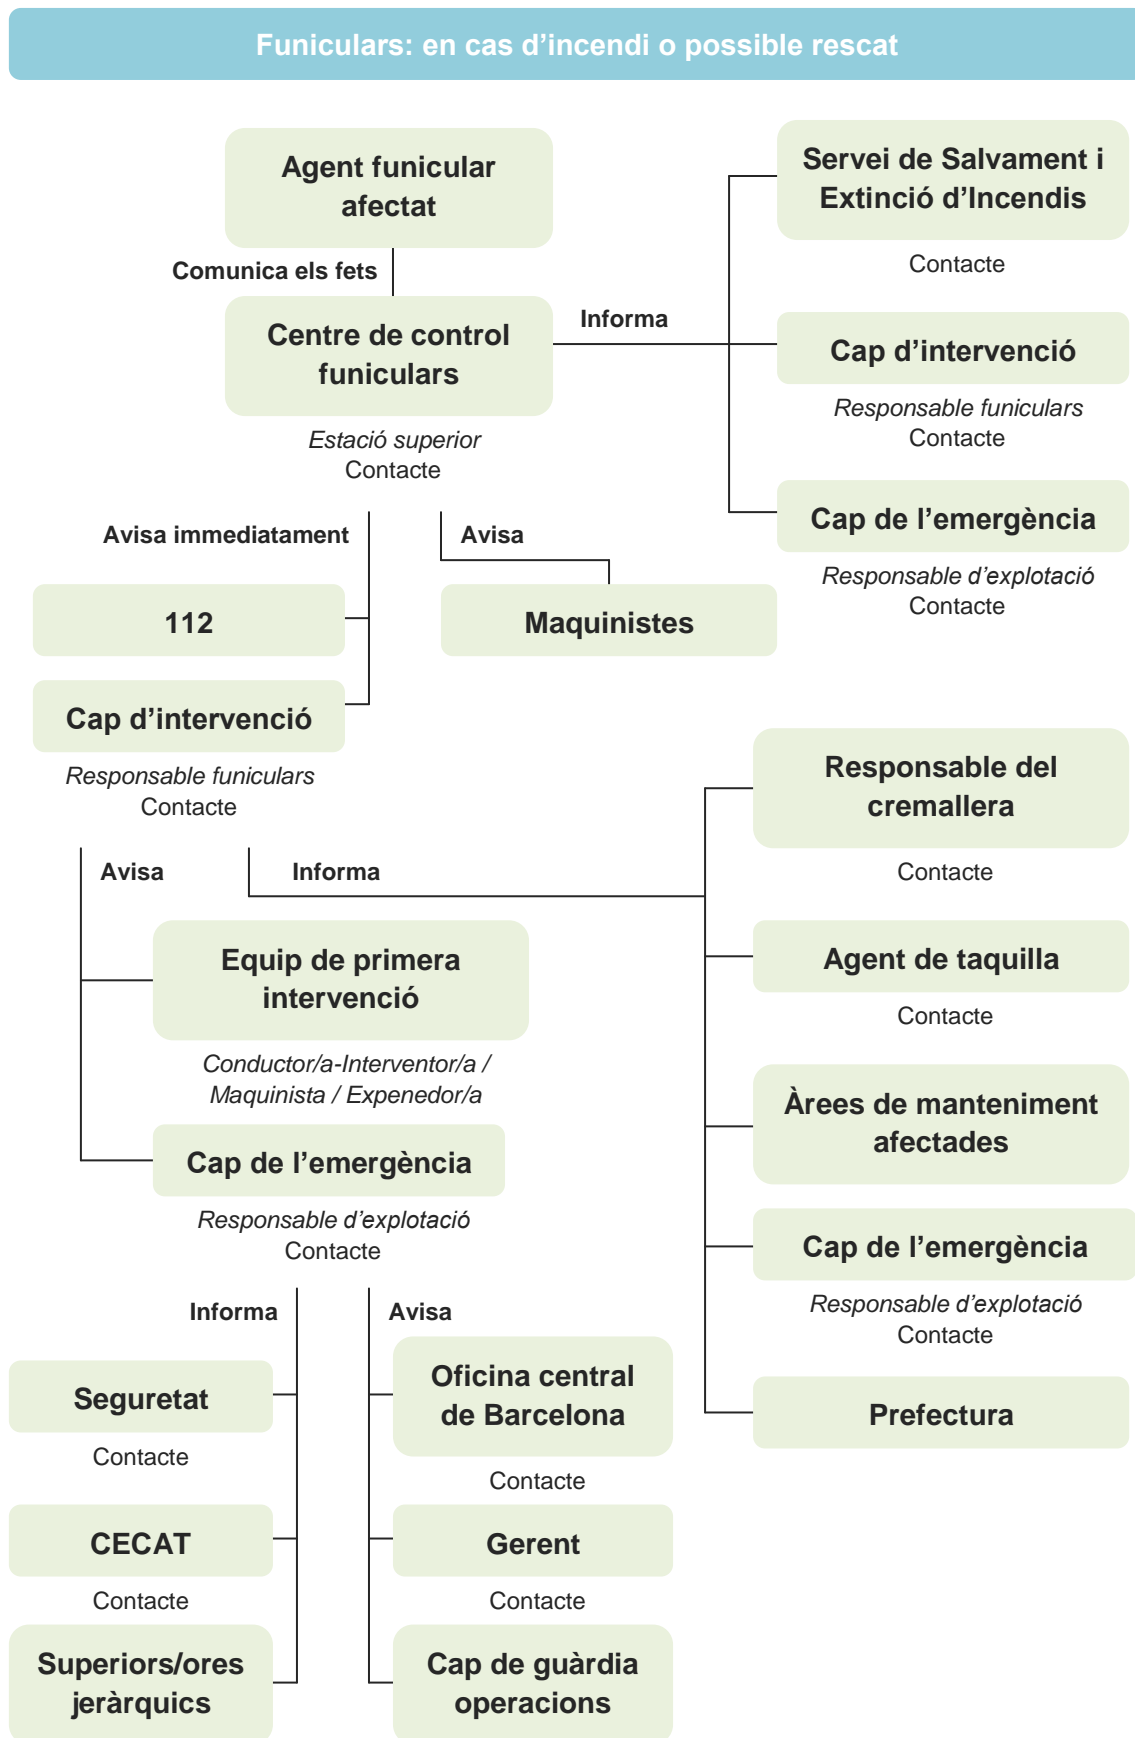 Funiculars: en cas d’incendi o possible rescat
Agent funicular
afectat
Comunica els fets
Centre de control
funiculars
Estació superior
Contacte
Informa
Servei de Salvament i
Extinció d’Incendis
Contacte
Cap d’intervenció
Responsable funiculars
Contacte
Cap de l’emergència
Responsable d’explotació
Contacte
Avisa immediatament
Avisa
112
Maquinistes
Cap d’intervenció
Responsable funiculars
Contacte
Avisa
Informa
Responsable del
cremallera
Contacte
Agent de taquilla
Contacte
Àrees de manteniment
afectades
Cap de l’emergència
Responsable d’explotació
Contacte
Prefectura
Equip de primera
intervenció
Conductor/a-Interventor/a /
Maquinista / Expenedor/a
Cap de l’emergència
Responsable d’explotació
Contacte
Informa
Avisa
Seguretat
Contacte
CECAT
Contacte
Superiors/ores
jeràrquics
Oficina central
de Barcelona
Contacte
Gerent
Contacte
Cap de guàrdia
operacions